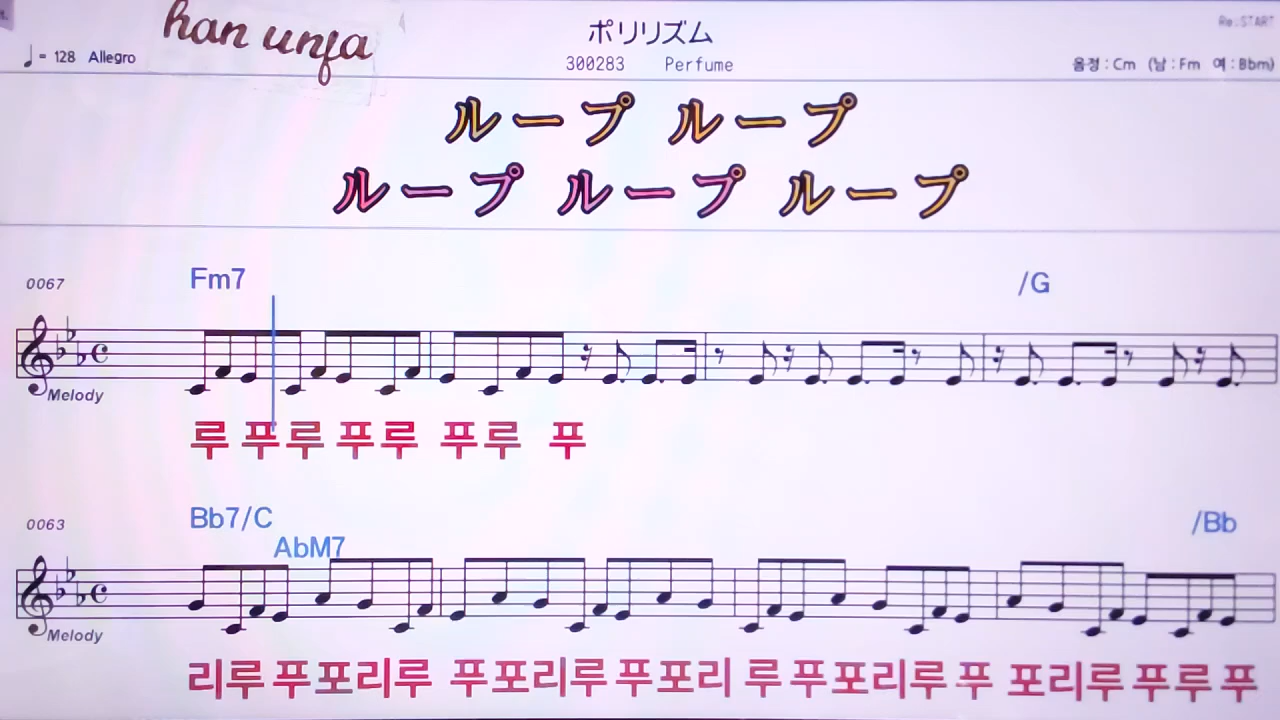 han unja
ポリリズム
Re:START
♩= 128 Allegro
300283 Perfume
음정 : Cm (남 : Fm 여 : Bbm)
ループ ループ
ループ ループ ループ
0067
Fm7 /G
Melody
루 푸루 푸루 푸루 푸
0063
Bb7/C /Bb
AbM7
Melody
리루 푸포리루 푸포리루 푸포리 루 푸포리루 푸 포리루 푸루 푸